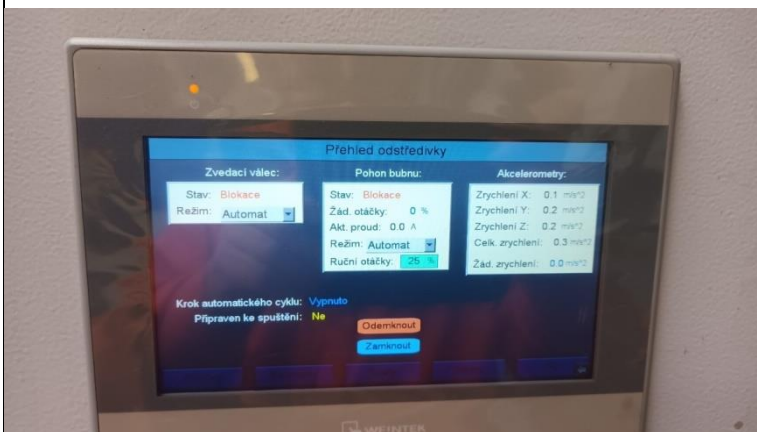 Přehled odstředivky
Zvedací válec:
Stav: Blokace
Režim: Automat
Pohon bubnu:
Stav: Blokace
Žád. otáčky: 0 %
Akt. proud: 0.0 A
Režim: Automat
Ruční otáčky: 25 %
Akcelerometry:
Zrychlení X: 0.1 m/s^2
Zrychlení Y: 0.2 m/s^2
Zrychlení Z: 0.2 m/s^2
Celk. zrychlení: 0.3 m/s^2
Žád. zrychlení: 0.0 m/s^2
Krok automatického cyklu: Vypnuto
Připraven ke spuštění: Ne
Odemknout
Zamknout
WEINTEK